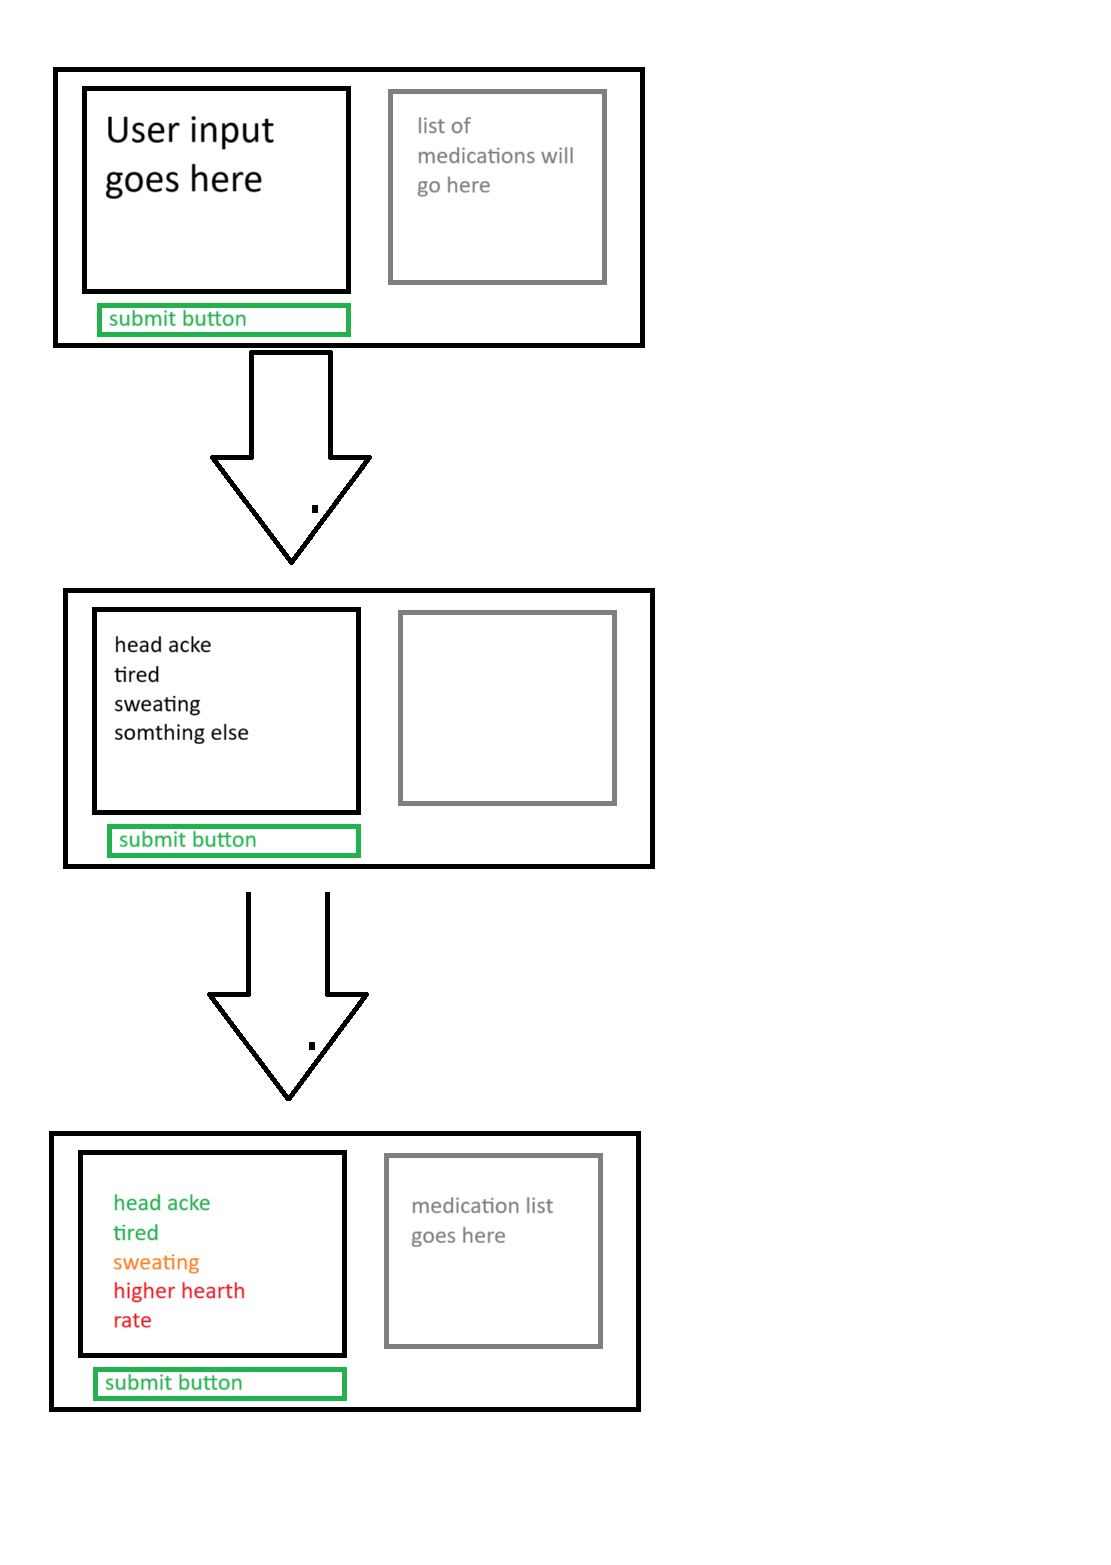 User input
goes here
list of
medications will
go here
submit button
head acke
tired
sweating
somthing else
submit button
head acke
tired
sweating
higher hearth
rate
medication list
goes here
submit button